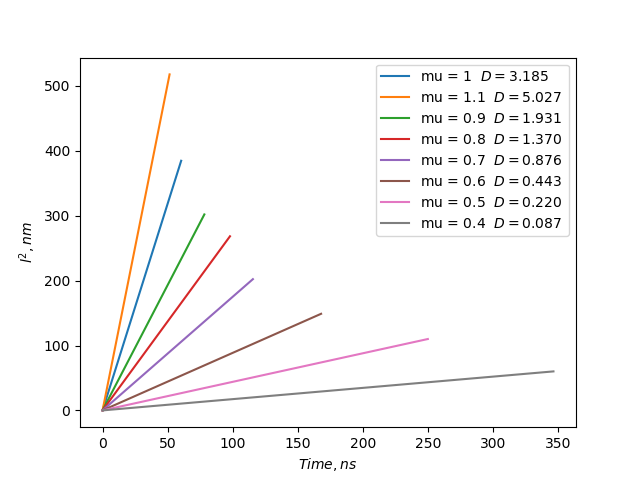 500
400
300
200
100
0
l², nm
mu = 1 D = 3.185
mu = 1.1 D = 5.027
mu = 0.9 D = 1.931
mu = 0.8 D = 1.370
mu = 0.7 D = 0.876
mu = 0.6 D = 0.443
mu = 0.5 D = 0.220
mu = 0.4 D = 0.087
0 50 100 150 200 250 300 350
Time, ns